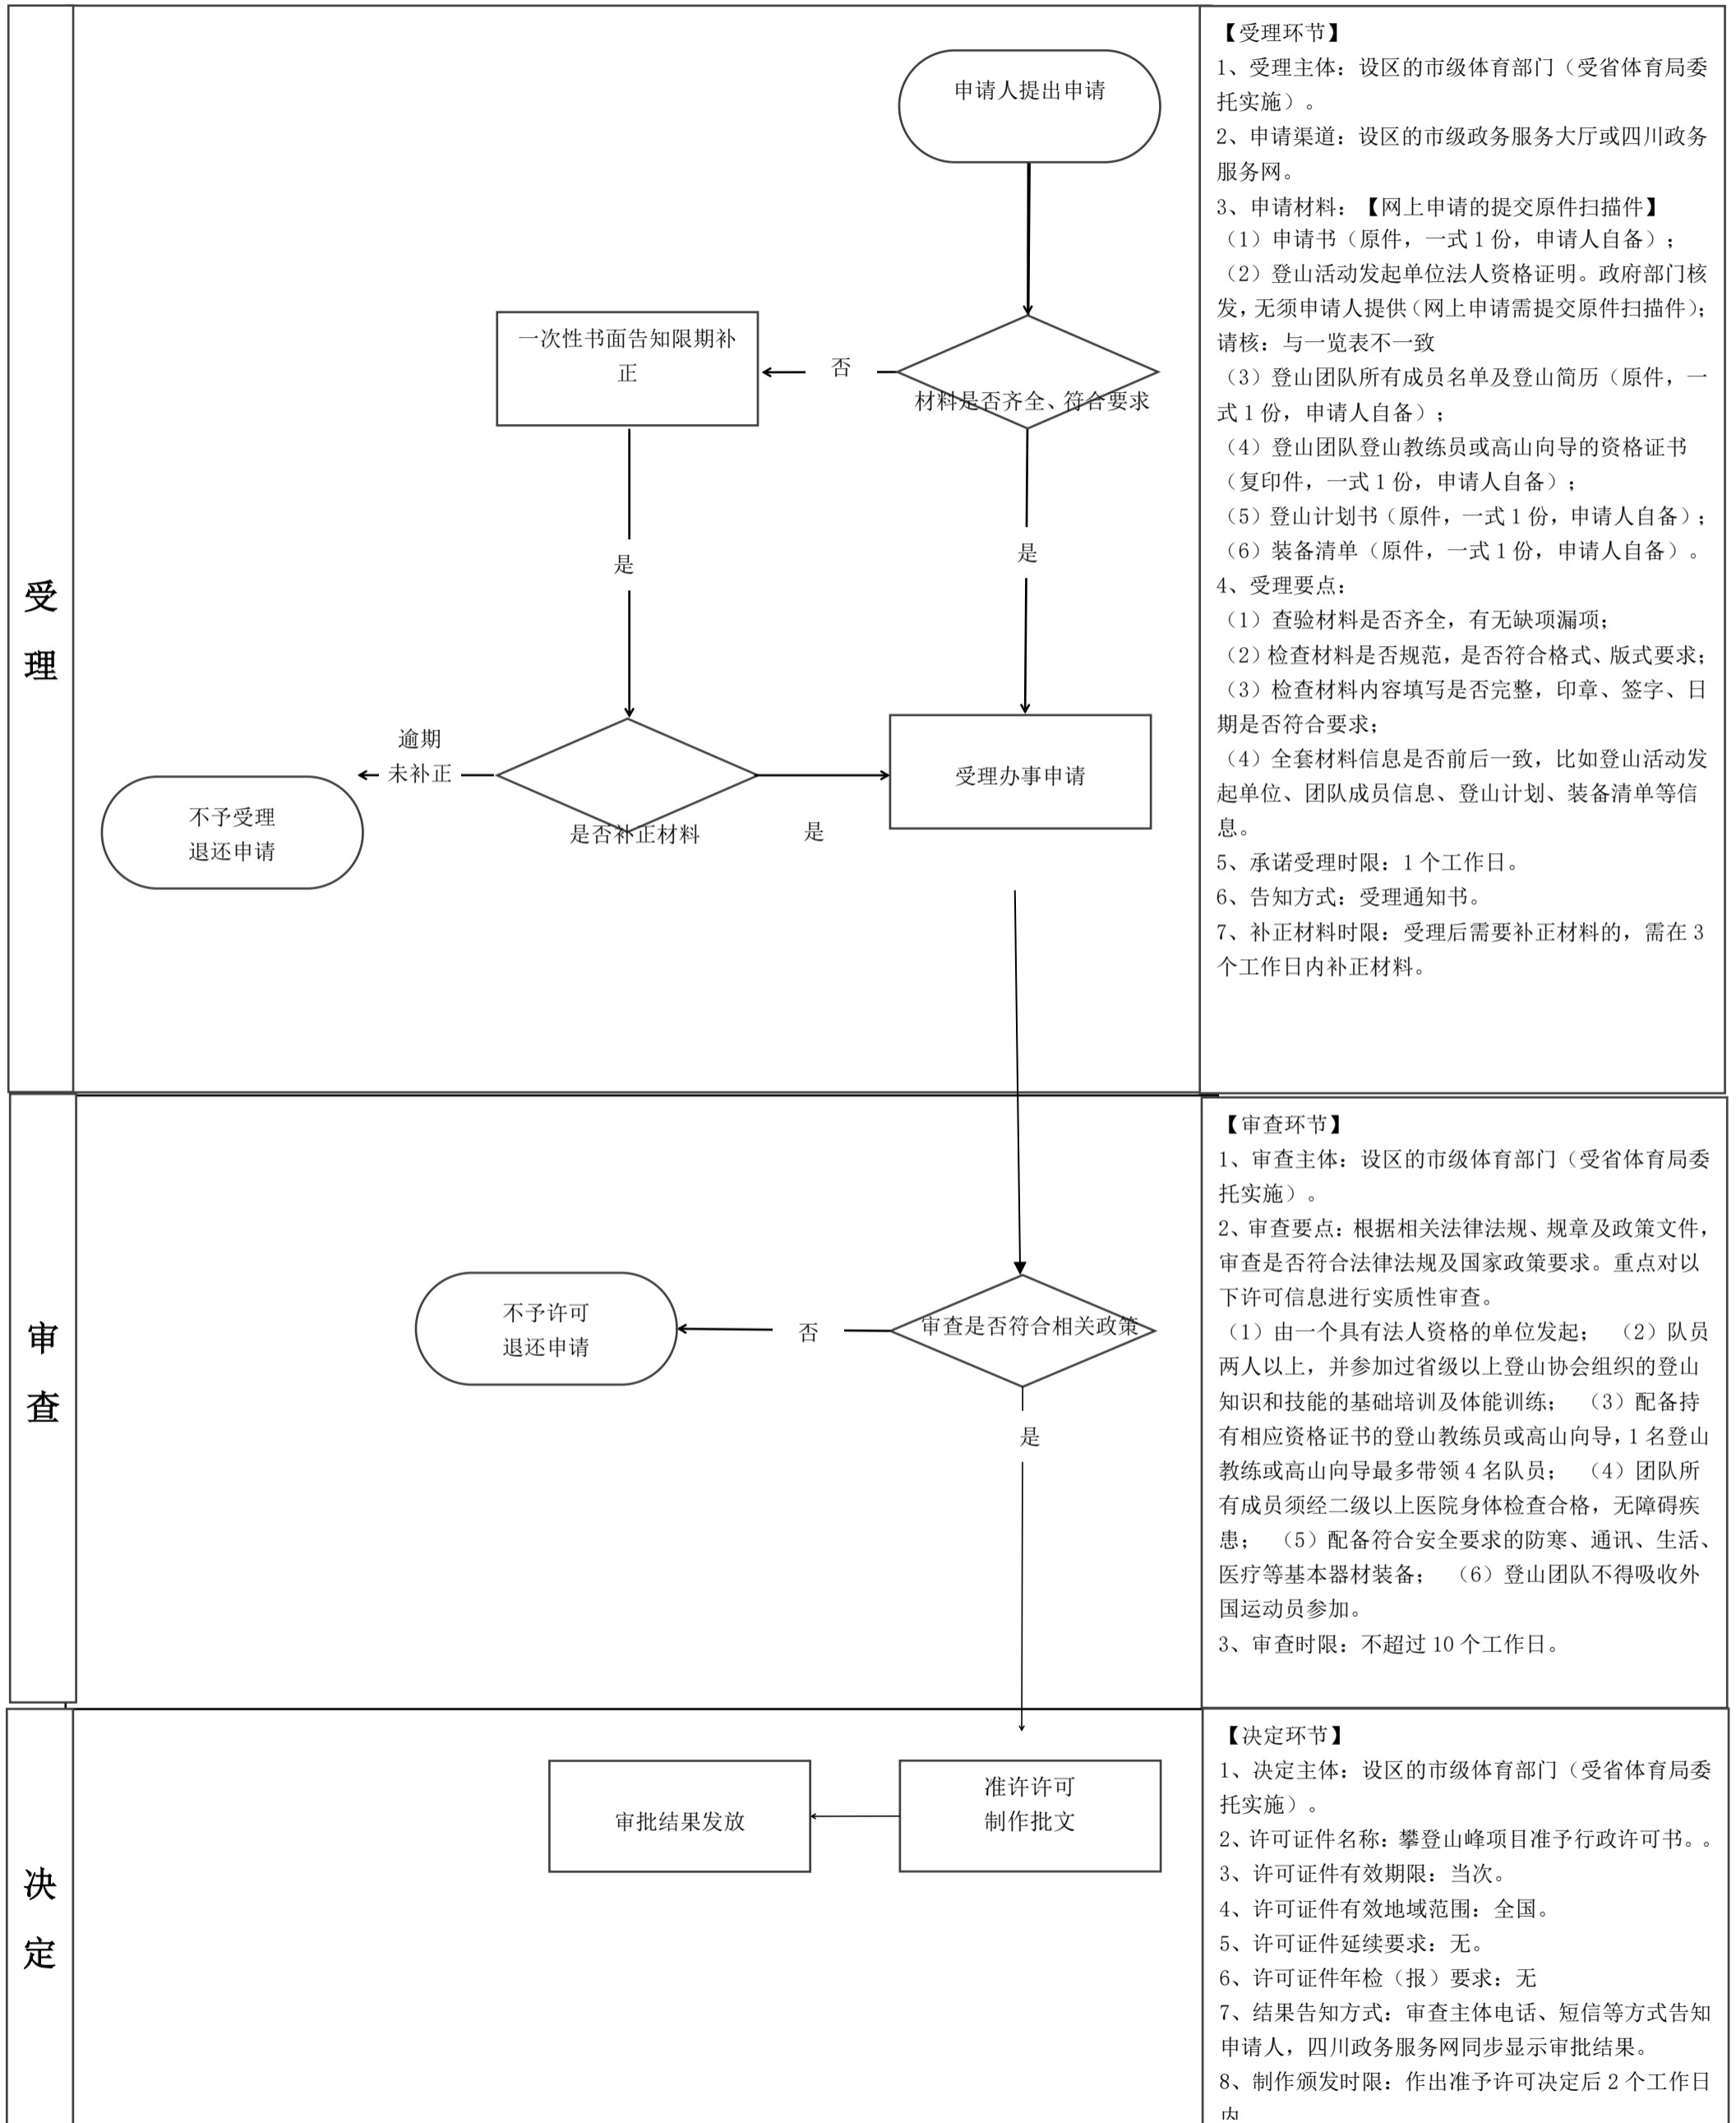 受
理
申请人提出申请
一次性书面告知限期补
正
否
材料是否齐全、符合要求
是
是
逾期
未补正
不予受理
退还申请
是否补正材料
是
受理办事申请
【受理环节】
1、受理主体：设区的市级体育部门（受省体育局委
托实施）。
2、申请渠道：设区的市级政务服务大厅或四川政务
服务网。
3、申请材料：【网上申请的提交原件扫描件】
（1）申请书（原件，一式 1 份，申请人自备）；
（2）登山活动发起单位法人资格证明。政府部门核
发，无须申请人提供（网上申请需提交原件扫描件）；
请核：与一览表不一致
（3）登山团队所有成员名单及登山简历（原件，一
式 1 份，申请人自备）；
（4）登山团队登山教练员或高山向导的资格证书
（复印件，一式 1 份，申请人自备）；
（5）登山计划书（原件，一式 1 份，申请人自备）；
（6）装备清单（原件，一式 1 份，申请人自备）。
4、受理要点：
（1）查验材料是否齐全，有无缺项漏项；
（2）检查材料是否规范，是否符合格式、版式要求；
（3）检查材料内容填写是否完整，印章、签字、日
期是否符合要求；
（4）全套材料信息是否前后一致，比如登山活动发
起单位、团队成员信息、登山计划、装备清单等信
息。
5、承诺受理时限：1 个工作日。
6、告知方式：受理通知书。
7、补正材料时限：受理后需要补正材料的，需在 3
个工作日内补正材料。
审
查
不予许可
退还申请
否
审查是否符合相关政策
是
【审查环节】
1、审查主体：设区的市级体育部门（受省体育局委
托实施）。
2、审查要点：根据相关法律法规、规章及政策文件，
审查是否符合法律法规及国家政策要求。重点对以
下许可信息进行实质性审查。
（1）由一个具有法人资格的单位发起； （2）队员
两人以上，并参加过省级以上登山协会组织的登山
知识和技能的基础培训及体能训练； （3）配备持
有相应资格证书的登山教练员或高山向导，1 名登山
教练或高山向导最多带领 4 名队员； （4）团队所
有成员须经二级以上医院身体检查合格，无障碍疾
患； （5）配备符合安全要求的防寒、通讯、生活、
医疗等基本器材装备； （6）登山团队不得吸收外
国运动员参加。
3、审查时限：不超过 10 个工作日。
决
定
审批结果发放
准许许可
制作批文
【决定环节】
1、决定主体：设区的市级体育部门（受省体育局委
托实施）。
2、许可证件名称：攀登山峰项目准予行政许可书。。
3、许可证件有效期限：当次。
4、许可证件有效地域范围：全国。
5、许可证件延续要求：无。
6、许可证件年检（报）要求：无
7、结果告知方式：审查主体电话、短信等方式告知
申请人，四川政务服务网同步显示审批结果。
8、制作颁发时限：作出准予许可决定后 2 个工作日
内